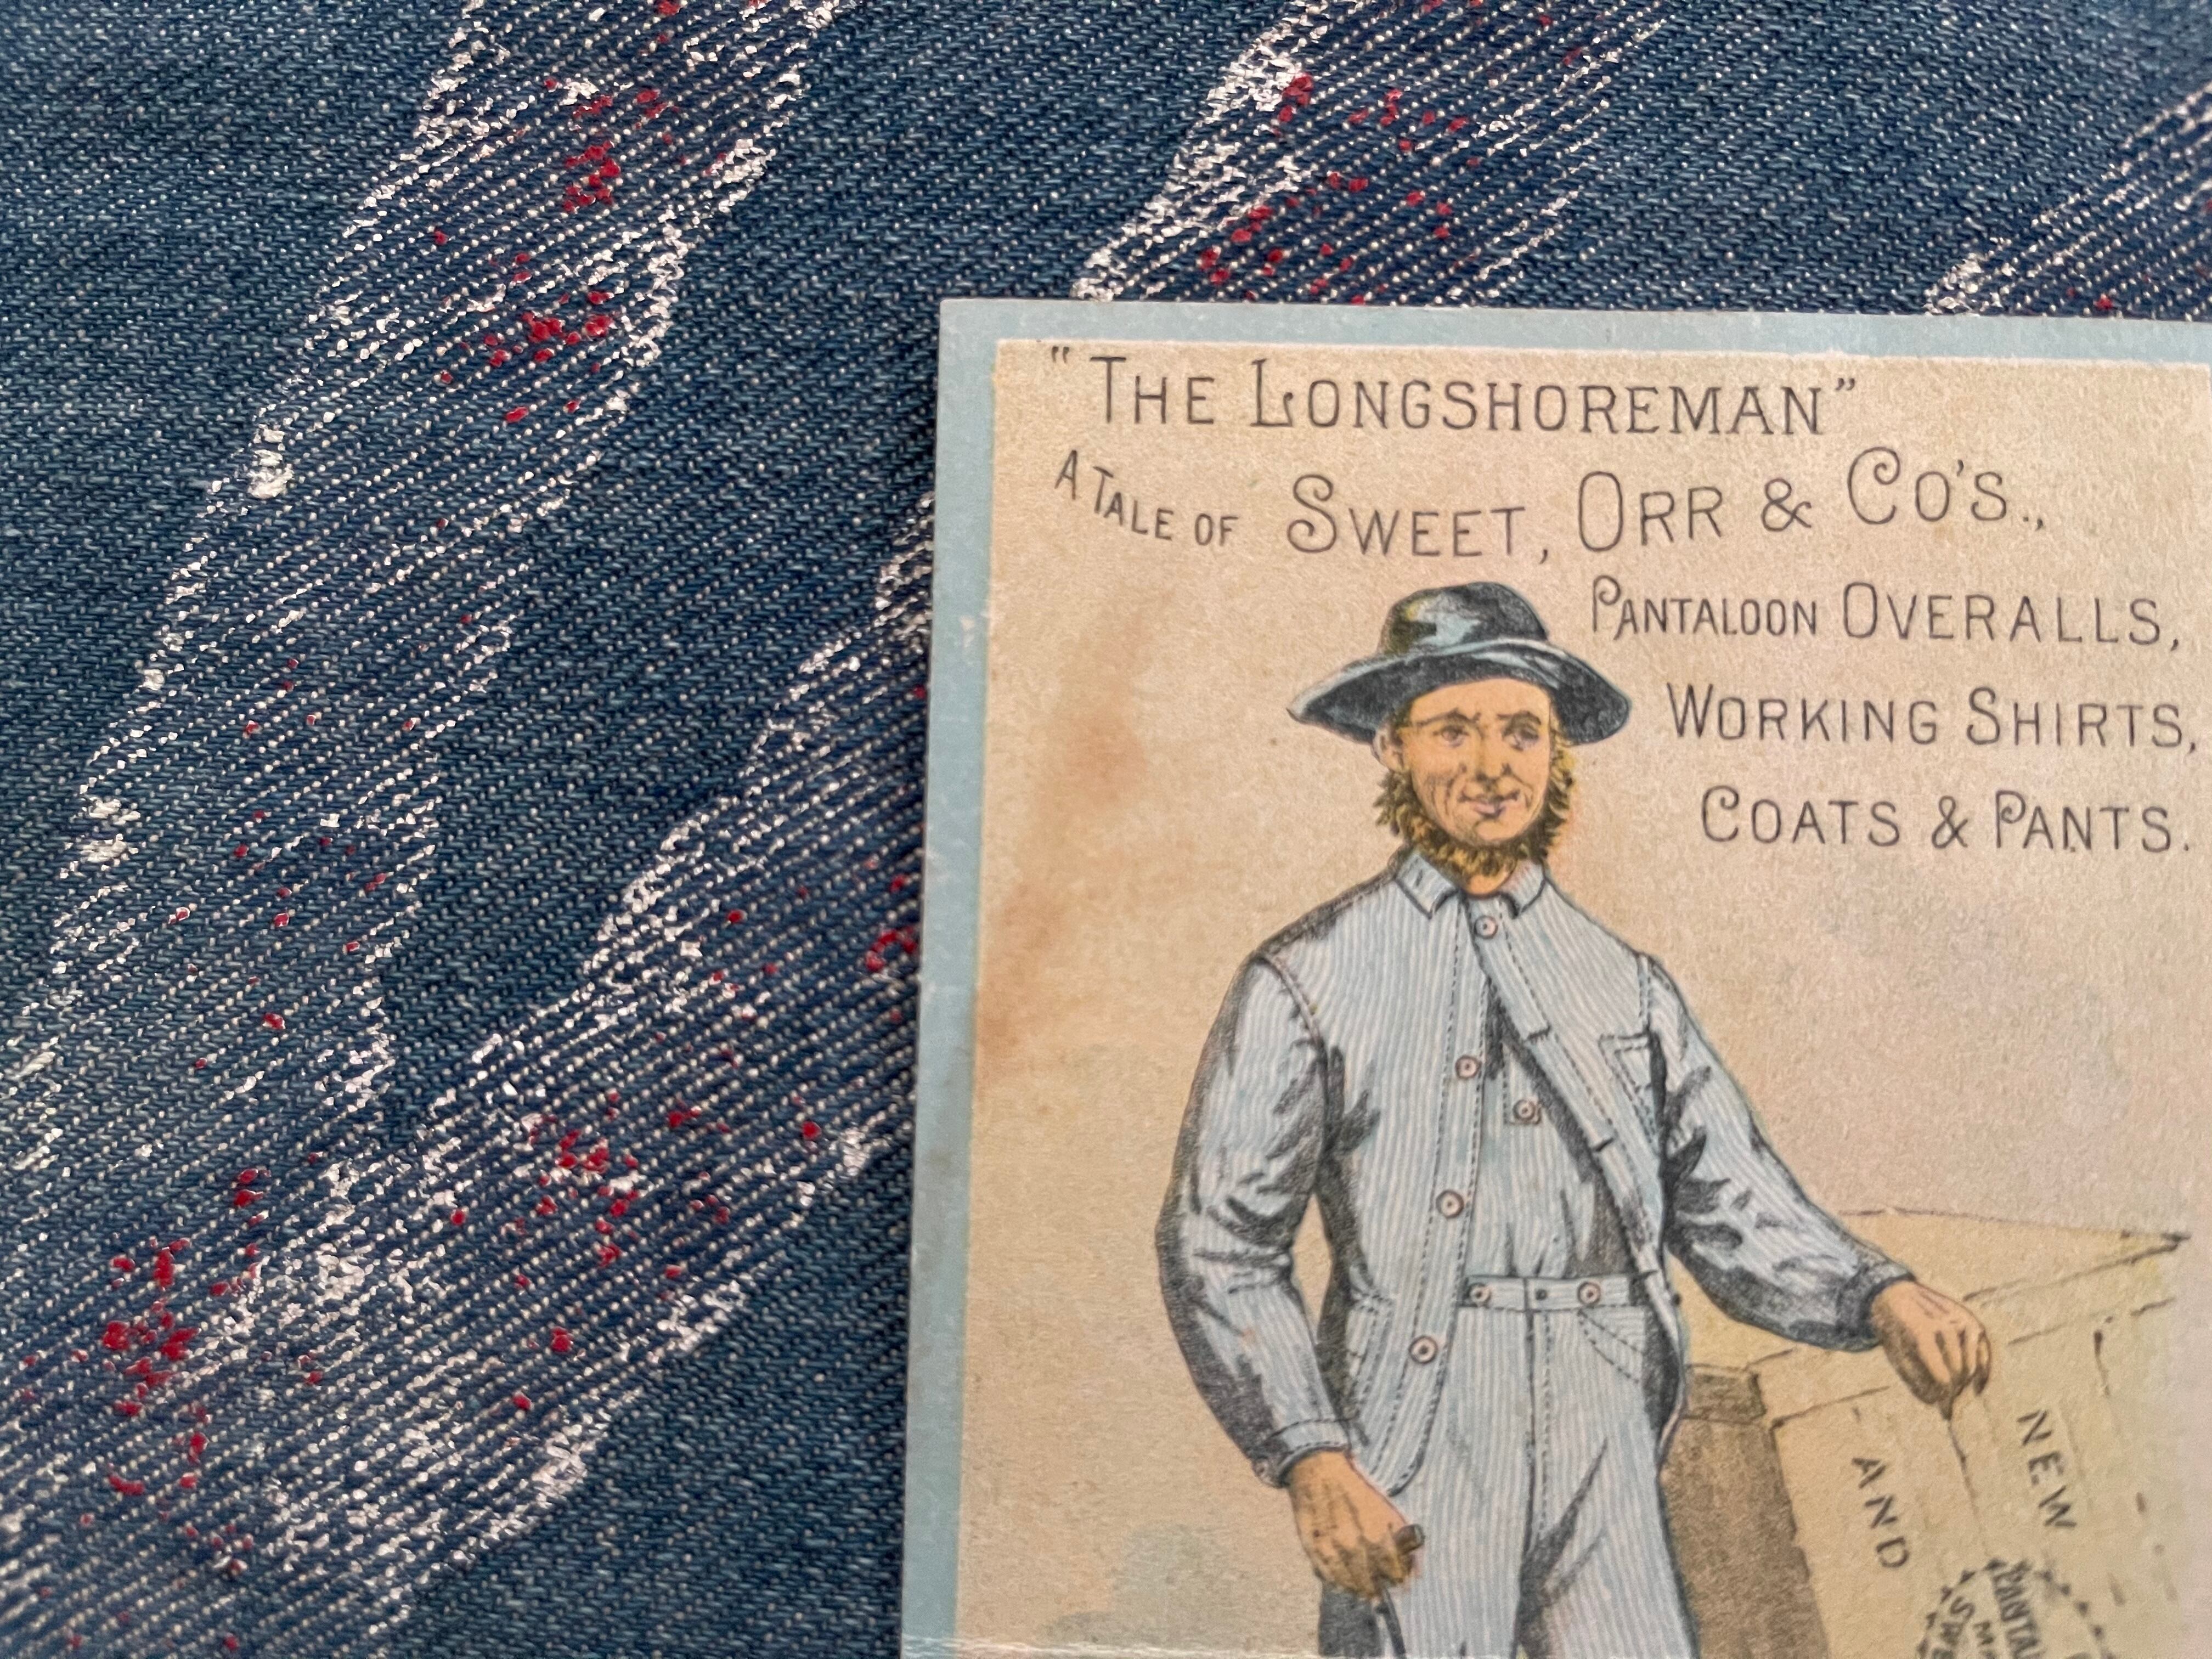 "THE LONGSHOREMAN"
A TALE OF SWEET, ORR & CO'S.,
PANTALOON OVERALLS,
WORKING SHIRTS,
COATS & PANTS.
NEW
AND